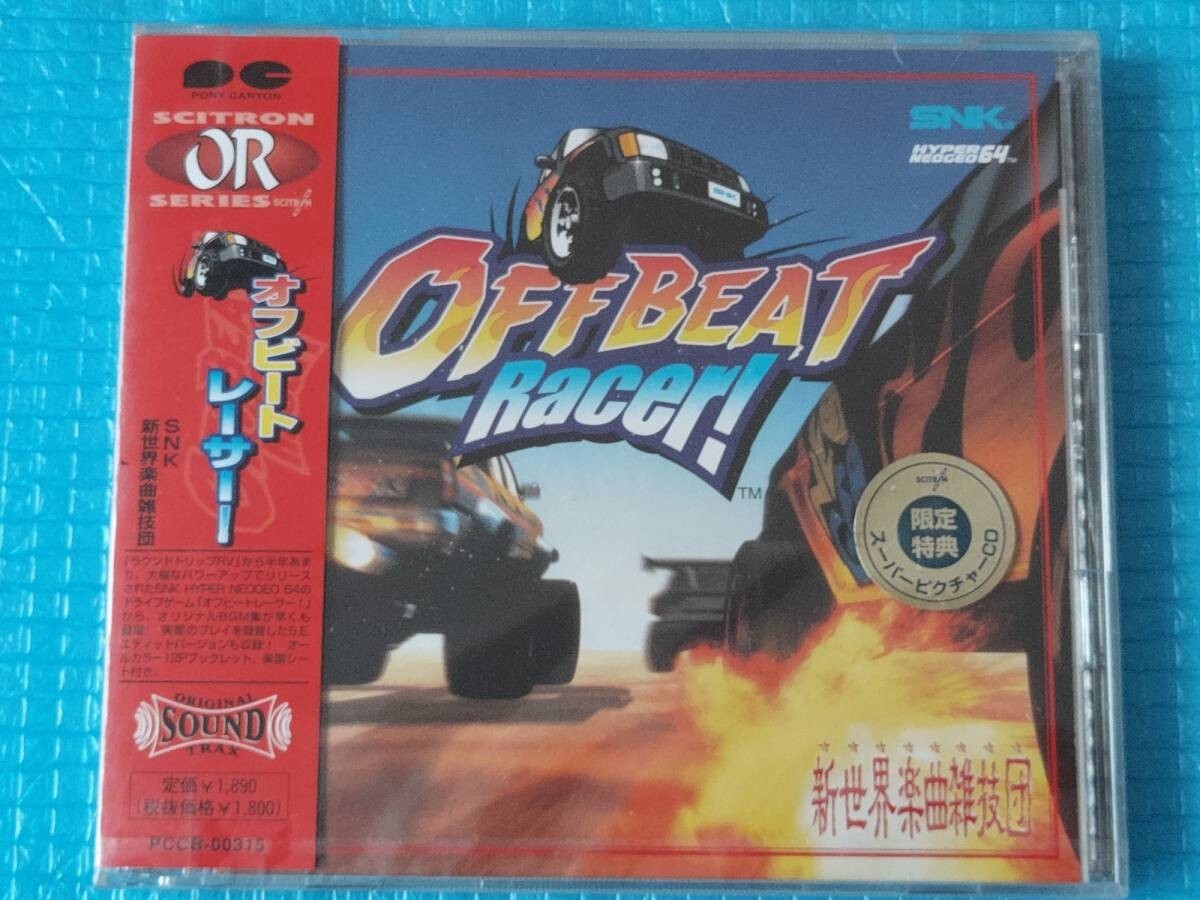 PONY CANYON
SCITRON
OR
SERIES SCITRON
オフビート
レーサー!
SNK
新世界楽曲雑技団
「ラウンドトリップRV」から半年あま
り、大幅なパワーアップでリリース
されたSNK HYPER NEOGEO 64の
ドライブゲーム「オフビートレーサー!」
から、オリジナルBGM集が早くも
登場! 実際のプレイを録音したS.E.
エディットバージョンも収録! オー
ルカラー12Pブックレット、楽譜シー
ト付き。
ORIGINAL
SOUND
TRAX
定価¥1,890
(税抜価格¥1,800)
PCCB-00315
SNK
HYPER
NEOGEO64™
SNK
OFFBEAT
Racer!
TM
SCITRON
限定
特典
スーパーピクチャーCD
新世界楽曲雑技団